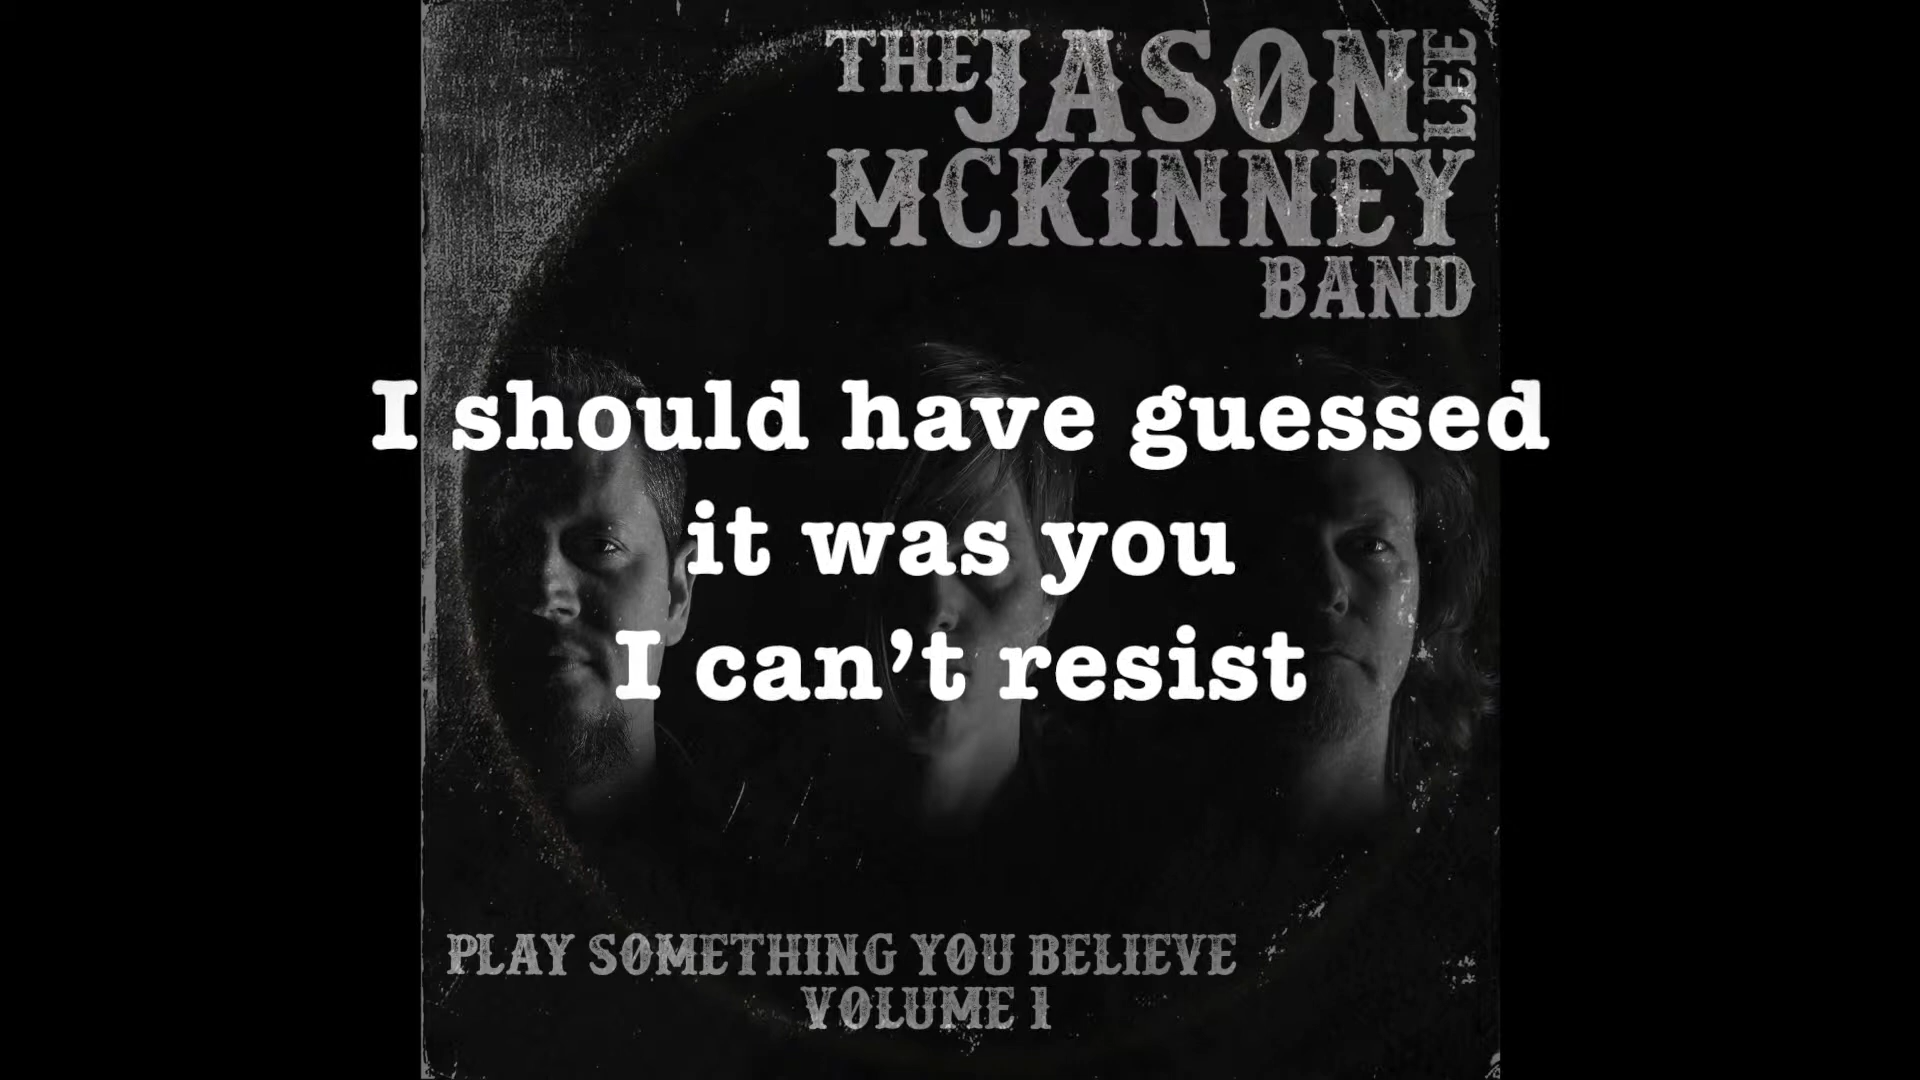 THE JASON LEE
MCKINNEY
BAND
I should have guessed
it was you
I can’t resist
PLAY SOMETHING YOU BELIEVE
VOLUME 1